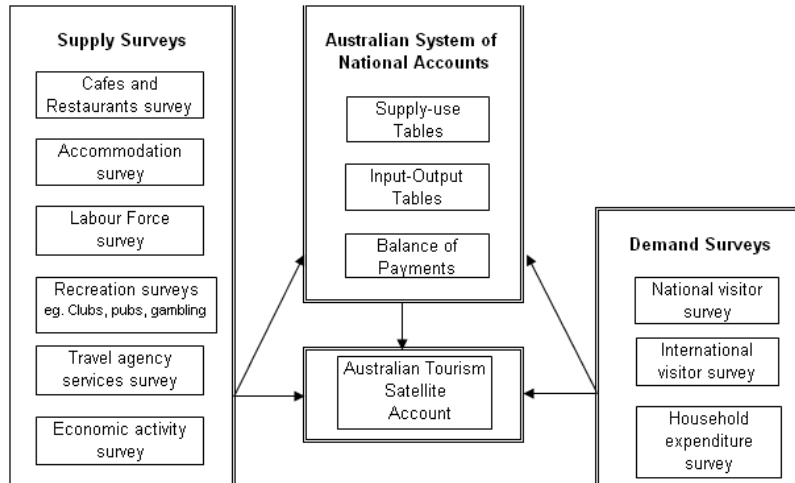 Supply Surveys
Cafes and
Restaurants survey
Accommodation
survey
Labour Force
survey
Recreation surveys
eg. Clubs, pubs, gambling
Travel agency
services survey
Economic activity
survey
Australian System of
National Accounts
Supply-use
Tables
Input-Output
Tables
Balance of
Payments
Australian Tourism
Satellite
Account
Demand Surveys
National visitor
survey
International
visitor survey
Household
expenditure
survey